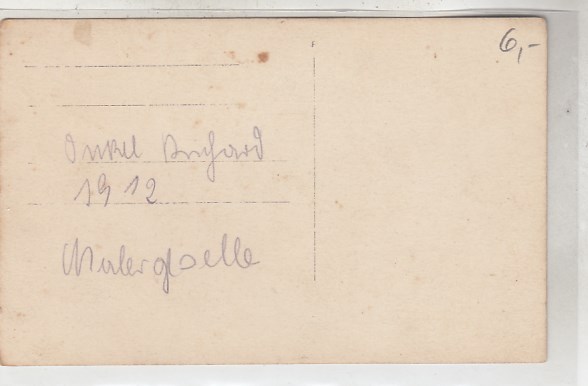 6,-
Onkel Richard
1912
Malergeselle